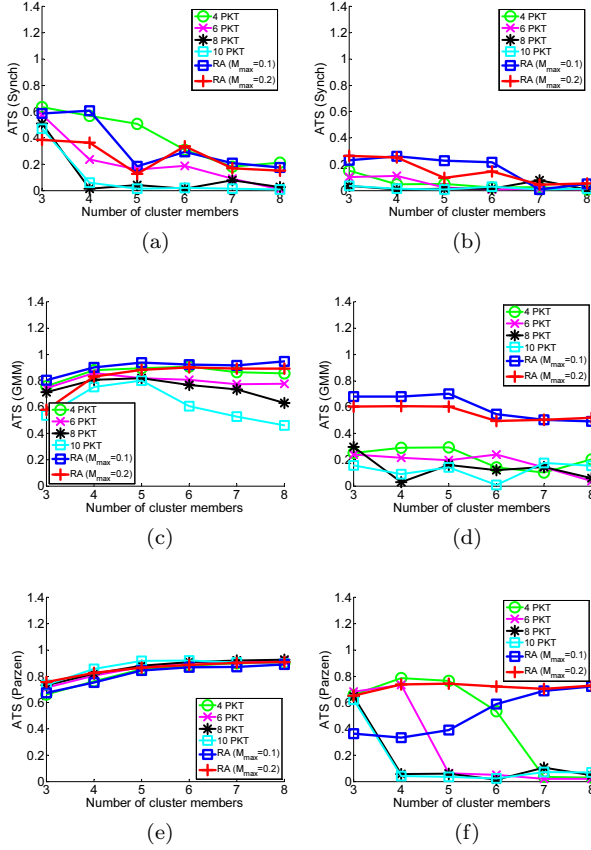 1.4
1.2
1
0.8
0.6
0.4
0.2
0
ATS (Synch)
4 PKT
6 PKT
8 PKT
10 PKT
RA (M_max=0.1)
RA (M_max=0.2)
3 4 5 6 7 8
Number of cluster members
(a)
1.4
1.2
1
0.8
0.6
0.4
0.2
0
ATS (Synch)
4 PKT
6 PKT
8 PKT
10 PKT
RA (M_max=0.1)
RA (M_max=0.2)
3 4 5 6 7 8
Number of cluster members
(b)
1.4
1.2
1
0.8
0.6
0.4
0.2
0
ATS (GMM)
4 PKT
6 PKT
8 PKT
10 PKT
RA (M_max=0.1)
RA (M_max=0.2)
3 4 5 6 7 8
Number of cluster members
(c)
1.4
1.2
1
0.8
0.6
0.4
0.2
0
ATS (GMM)
4 PKT
6 PKT
8 PKT
10 PKT
RA (M_max=0.1)
RA (M_max=0.2)
3 4 5 6 7 8
Number of cluster members
(d)
1.4
1.2
1
0.8
0.6
0.4
0.2
0
ATS (Parzen)
4 PKT
6 PKT
8 PKT
10 PKT
RA (M_max=0.1)
RA (M_max=0.2)
3 4 5 6 7 8
Number of cluster members
(e)
1.4
1.2
1
0.8
0.6
0.4
0.2
0
ATS (Parzen)
4 PKT
6 PKT
8 PKT
10 PKT
RA (M_max=0.1)
RA (M_max=0.2)
3 4 5 6 7 8
Number of cluster members
(f)